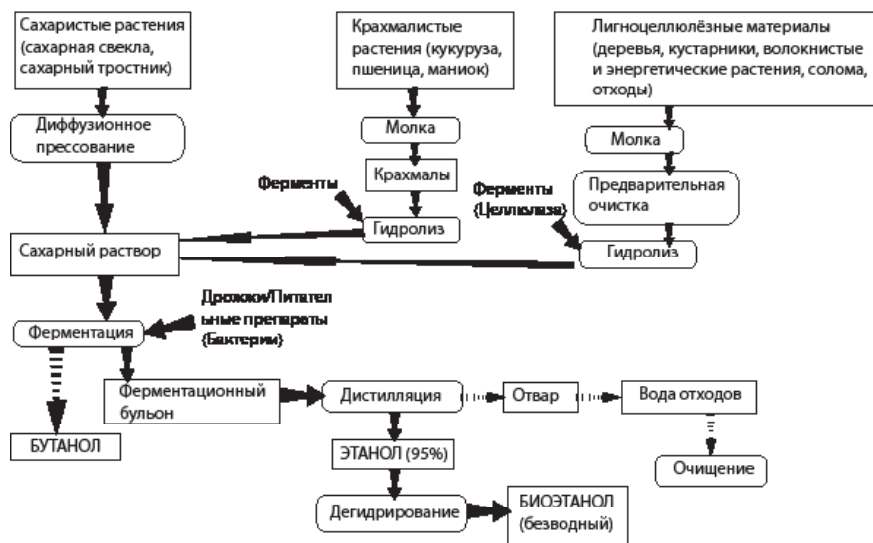 Сахаристые растения
(сахарная свекла,
сахарный тростник)
Крахмалистые
растения (кукуруза,
пшеница, маниок)
Лигноцеллюлёзные материалы
(деревья, кустарники, волокнистые
и энергетические растения, солома,
отходы)
Диффузионное
прессование
Молка
Молка
Крахмалы
Предварительная
очистка
Ферменты
Ферменты
(Целлюлаза)
Гидролиз
Гидролиз
Сахарный раствор
Дрожжи/Питател
ьные препараты
(Бактерии)
Ферментация
Ферментационный
бульон
Дистилляция
Отвар
Вода отходов
БУТАНОЛ
ЭТАНОЛ (95%)
Очищение
Дегидрирование
БИОЭТАНОЛ
(безводный)